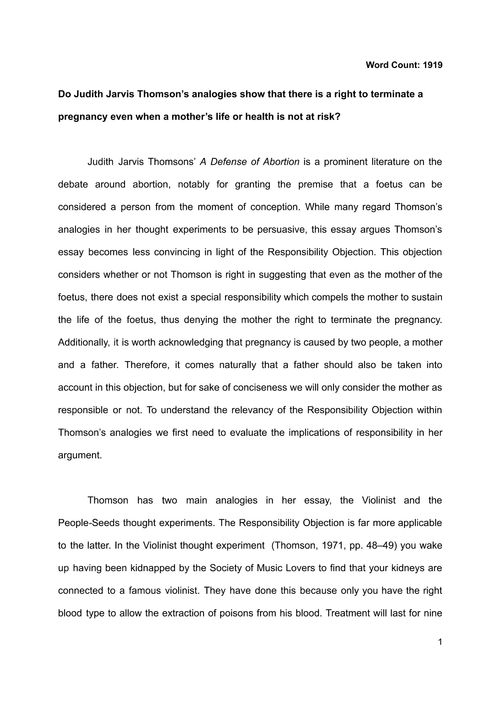 Word Count: 1919
Do Judith Jarvis Thomson's analogies show that there is a right to terminate a
pregnancy even when a mother's life or health is not at risk?
Judith Jarvis Thomsons' A Defense of Abortion is a prominent literature on the
debate around abortion, notably for granting the premise that a foetus can be
considered a person from the moment of conception. While many regard Thomson's
analogies in her thought experiments to be persuasive, this essay argues Thomson's
essay becomes less convincing in light of the Responsibility Objection. This objection
considers whether or not Thomson is right in suggesting that even as the mother of the
foetus, there does not exist a special responsibility which compels the mother to sustain
the life of the foetus, thus denying the mother the right to terminate the pregnancy.
Additionally, it is worth acknowledging that pregnancy is caused by two people, a mother
and a father. Therefore, it comes naturally that a father should also be taken into
account in this objection, but for sake of conciseness we will only consider the mother as
responsible or not. To understand the relevancy of the Responsibility Objection within
Thomson's analogies we first need to evaluate the implications of responsibility in her
argument.
Thomson has two main analogies in her essay, the Violinist and the
People-Seeds thought experiments. The Responsibility Objection is far more applicable
to the latter. In the Violinist thought experiment (Thomson, 1971, pp. 48–49) you wake
up having been kidnapped by the Society of Music Lovers to find that your kidneys are
connected to a famous violinist. They have done this because only you have the right
blood type to allow the extraction of poisons from his blood. Treatment will last for nine
1